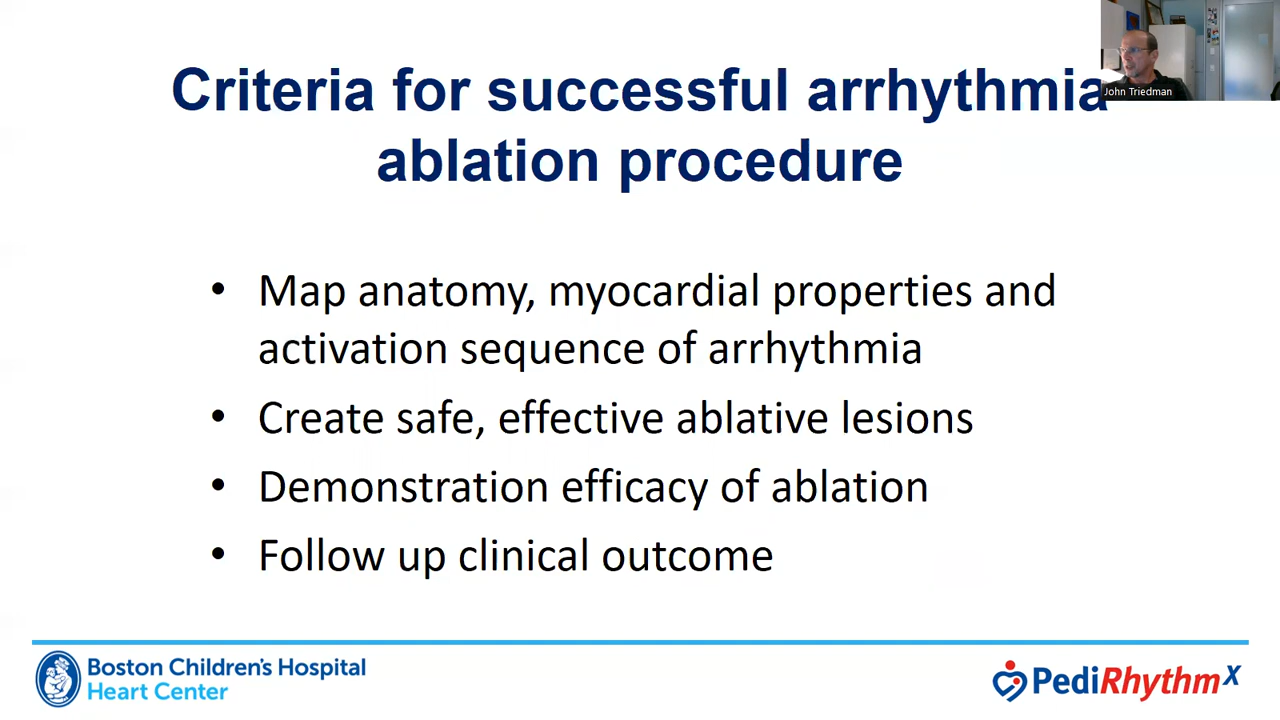 Criteria for successful arrhythmia
ablation procedure
John Triedman
• Map anatomy, myocardial properties and
activation sequence of arrhythmia
• Create safe, effective ablative lesions
• Demonstration efficacy of ablation
• Follow up clinical outcome
Boston Children's Hospital
Heart Center
PediRhythmX